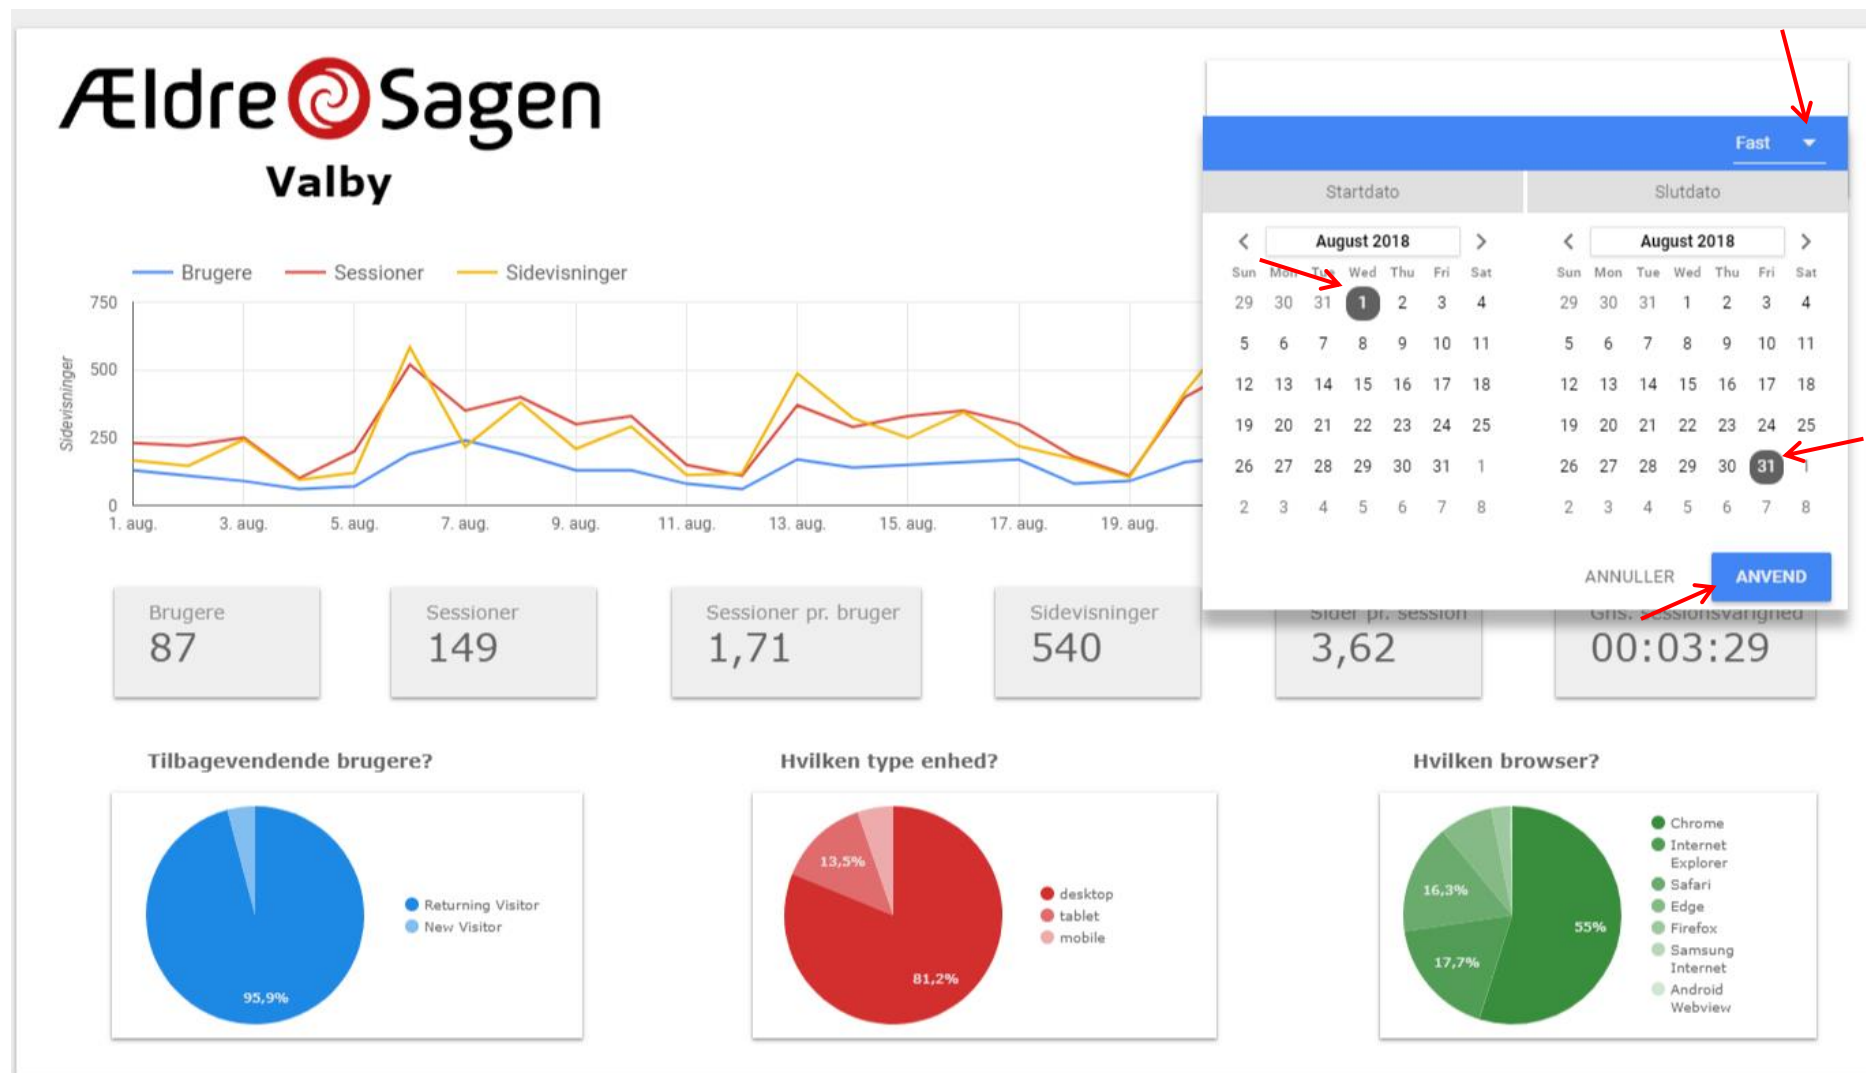 Ældre Sagen
Valby
Fast
Startdato
Slutdato
August 2018
August 2018
Sun Mon Tue Wed Thu Fri Sat
29 30 31 1 2 3 4
5 6 7 8 9 10 11
12 13 14 15 16 17 18
19 20 21 22 23 24 25
26 27 28 29 30 31 1
2 3 4 5 6 7 8
Sun Mon Tue Wed Thu Fri Sat
29 30 31 1 2 3 4
5 6 7 8 9 10 11
12 13 14 15 16 17 18
19 20 21 22 23 24 25
26 27 28 29 30 31 1
2 3 4 5 6 7 8
ANNULLER
ANVEND
Brugere
Sessioner
Sidevisninger
Sidevisninger
750
500
250
0
1. aug.
3. aug.
5. aug.
7. aug.
9. aug.
11. aug.
13. aug.
15. aug.
17. aug.
19. aug.
Brugere
87
Sessioner
149
Sessioner pr. bruger
1,71
Sidevisninger
540
Sider pr. session
3,62
Gns. sessionsvarighed
00:03:29
Tilbagevendende brugere?
95,9%
Returning Visitor
New Visitor
Hvilken type enhed?
13,5%
81,2%
desktop
tablet
mobile
Hvilken browser?
16,3%
55%
17,7%
Chrome
Internet
Explorer
Safari
Edge
Firefox
Samsung
Internet
Android
Webview